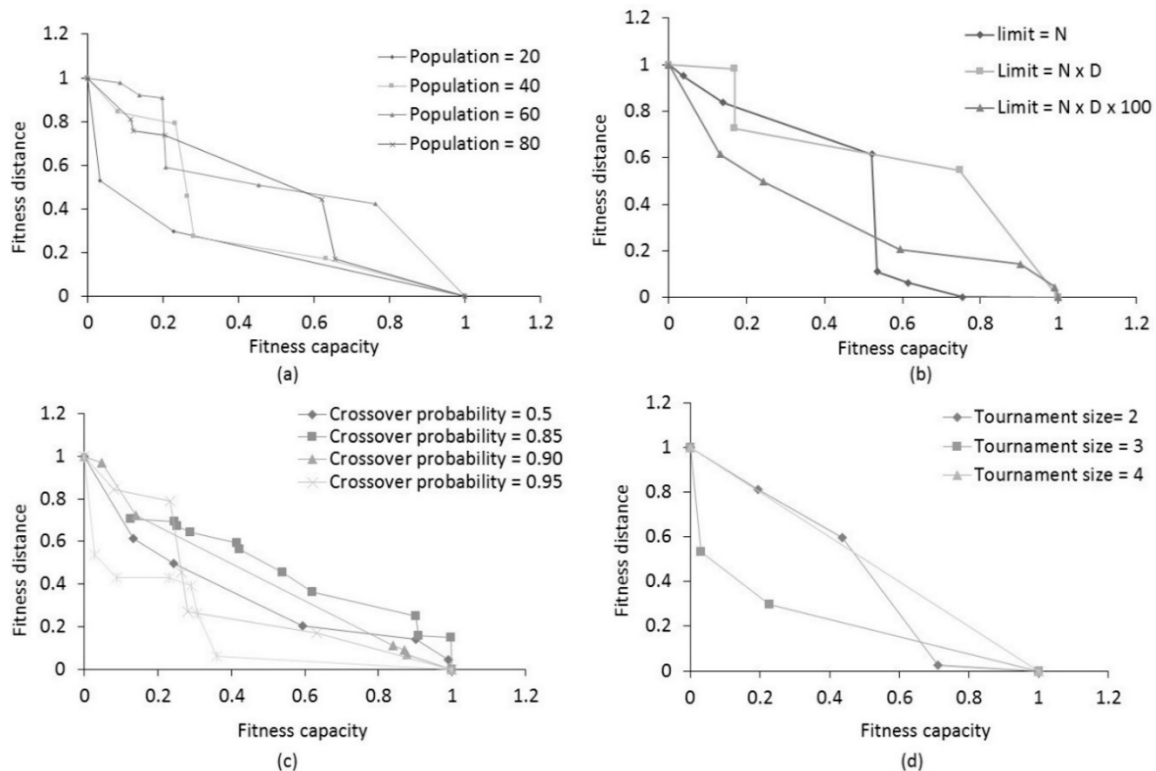 1.2
1
0.8
0.6
0.4
0.2
0
Fitness distance
0 0.2 0.4 0.6 0.8 1 1.2
Fitness capacity
(a)
Population = 20
Population = 40
Population = 60
Population = 80
1.2
1
0.8
0.6
0.4
0.2
0
Fitness distance
0 0.2 0.4 0.6 0.8 1 1.2
Fitness capacity
(b)
limit = N
Limit = N x D
Limit = N x D x 100
1.2
1
0.8
0.6
0.4
0.2
0
Fitness distance
0 0.2 0.4 0.6 0.8 1 1.2
Fitness capacity
(c)
Crossover probability = 0.5
Crossover probability = 0.85
Crossover probability = 0.90
Crossover probability = 0.95
1.2
1
0.8
0.6
0.4
0.2
0
Fitness distance
0 0.2 0.4 0.6 0.8 1 1.2
Fitness capacity
(d)
Tournament size= 2
Tournament size = 3
Tournament size = 4